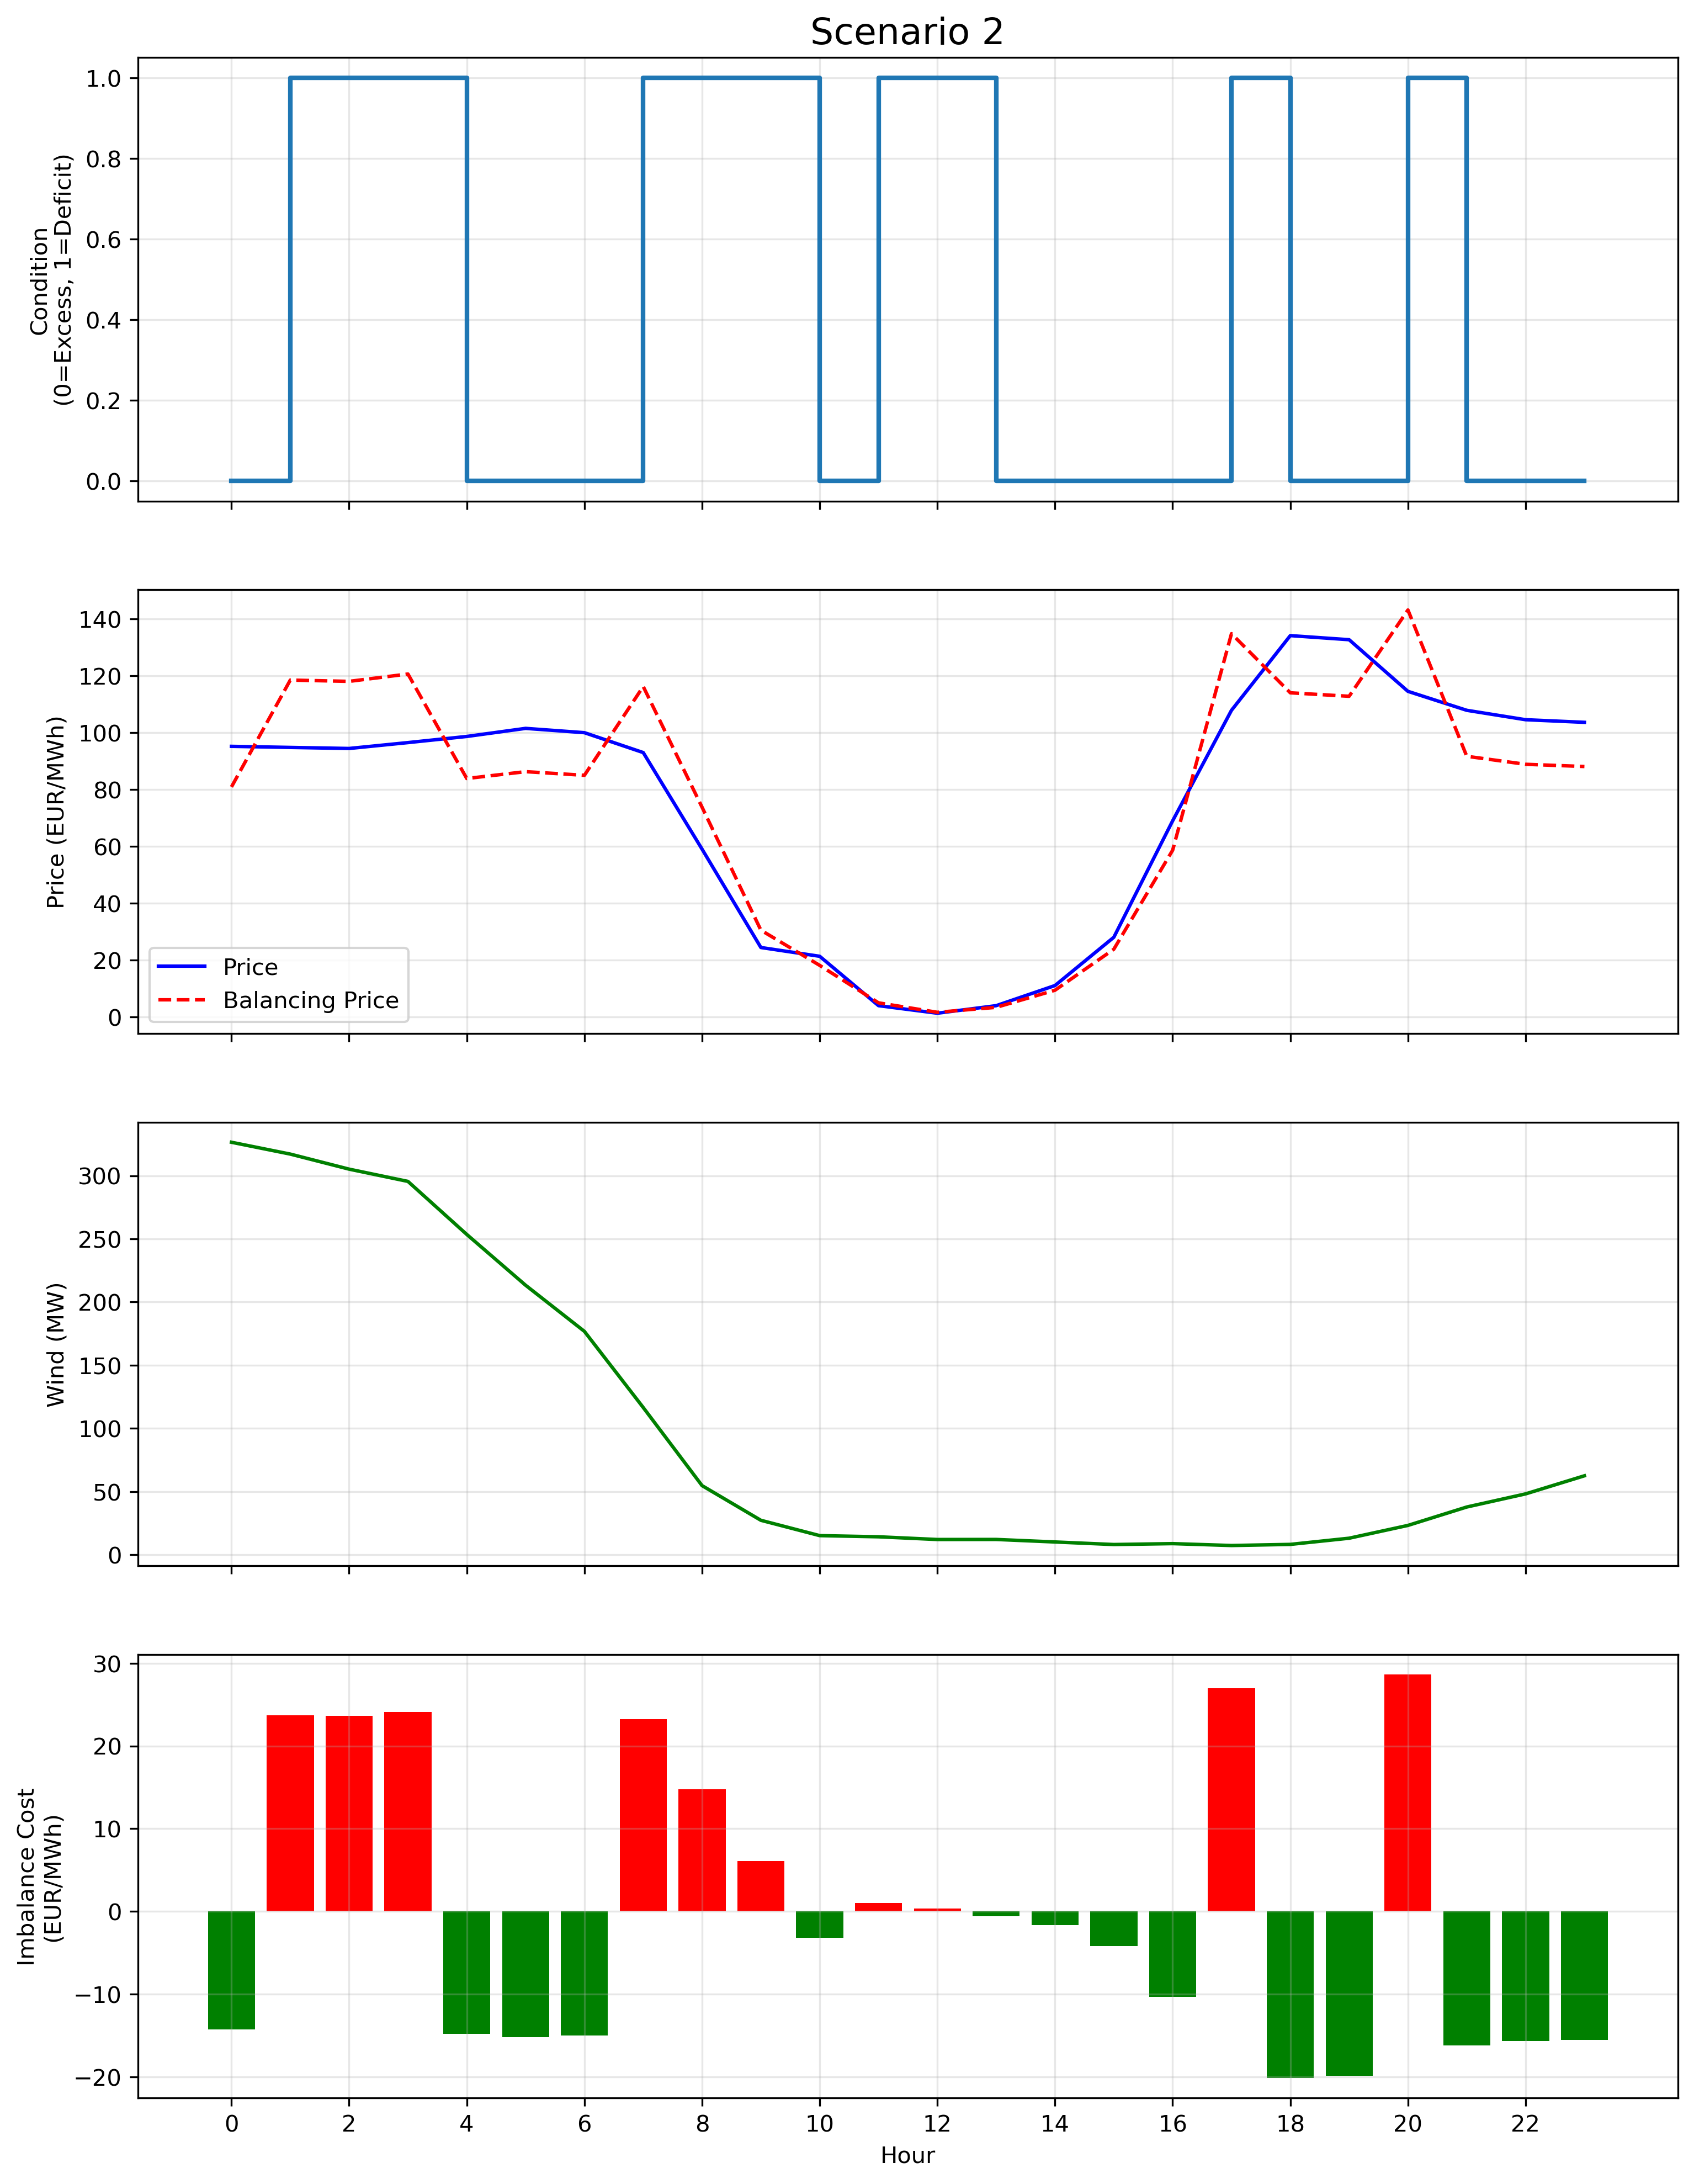 Scenario 2
1.0
0.8
0.6
0.4
0.2
0.0
Condition
(0=Excess, 1=Deficit)
140
120
100
80
60
40
20
0
Price (EUR/MWh)
Price
Balancing Price
300
250
200
150
100
50
0
Wind (MW)
30
20
10
0
−10
−20
Imbalance Cost
(EUR/MWh)
0 2 4 6 8 10 12 14 16 18 20 22
Hour